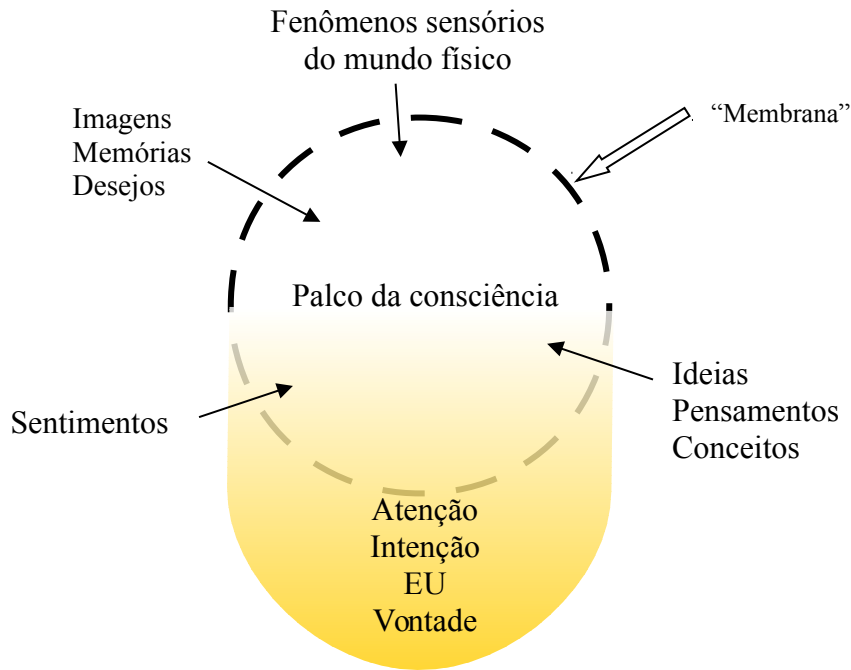 Fenômenos sensórios
do mundo físico
Imagens
Memórias
Desejos
“Membrana”
Palco da consciência
Sentimentos
Ideias
Pensamentos
Conceitos
Atenção
Intenção
EU
Vontade